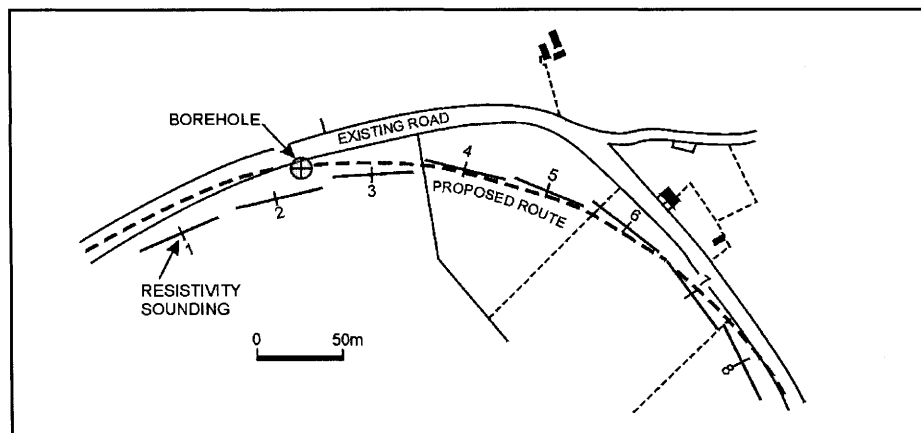 BOREHOLE
EXISTING ROAD
4
5
3
PROPOSED ROUTE
2
6
1
RESISTIVITY
SOUNDING
7
0 50m
8